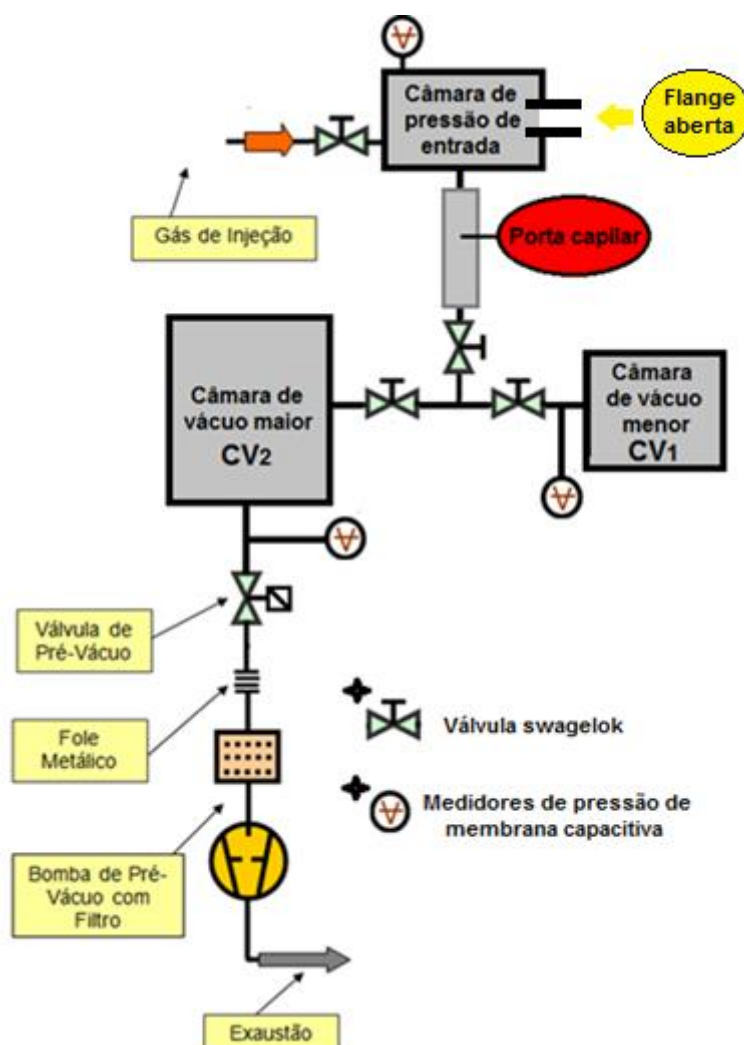 Câmara de
pressão de
entrada
Flange
aberta
Gás de Injeção
Porta capilar
Câmara de
vácuo maior
CV2
Câmara
de vácuo
menor
CV1
Válvula de
Pré-Vácuo
Fole
Metálico
Válvula swagelok
Medidores de pressão de
membrana capacitiva
Bomba de Pré-
Vácuo com
Filtro
Exaustão